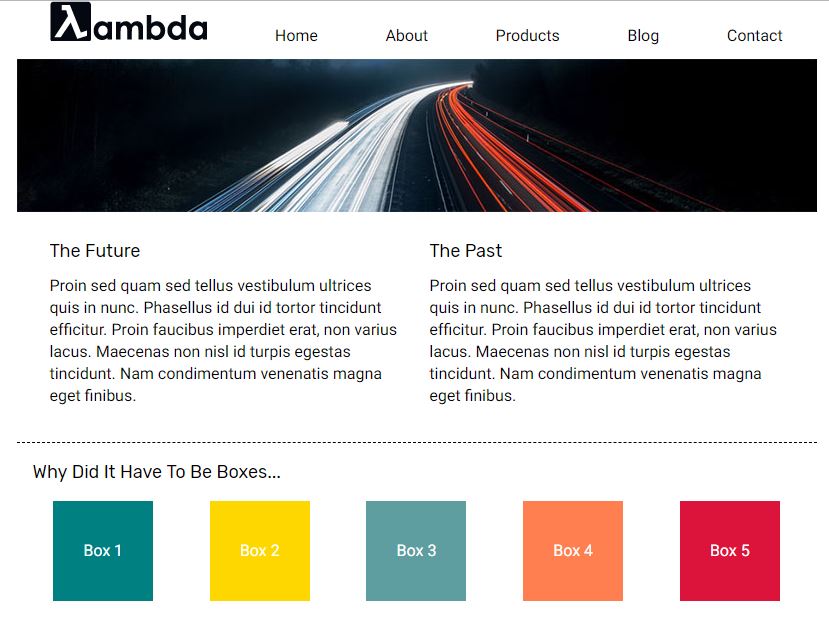 λambda
Home About Products Blog Contact
The Future
Proin sed quam sed tellus vestibulum ultrices
quis in nunc. Phasellus id dui id tortor tincidunt
efficitur. Proin faucibus imperdiet erat, non varius
lacus. Maecenas non nisl id turpis egestas
tincidunt. Nam condimentum venenatis magna
eget finibus.
The Past
Proin sed quam sed tellus vestibulum ultrices
quis in nunc. Phasellus id dui id tortor tincidunt
efficitur. Proin faucibus imperdiet erat, non varius
lacus. Maecenas non nisl id turpis egestas
tincidunt. Nam condimentum venenatis magna
eget finibus.
Why Did It Have To Be Boxes...
Box 1 Box 2 Box 3 Box 4 Box 5